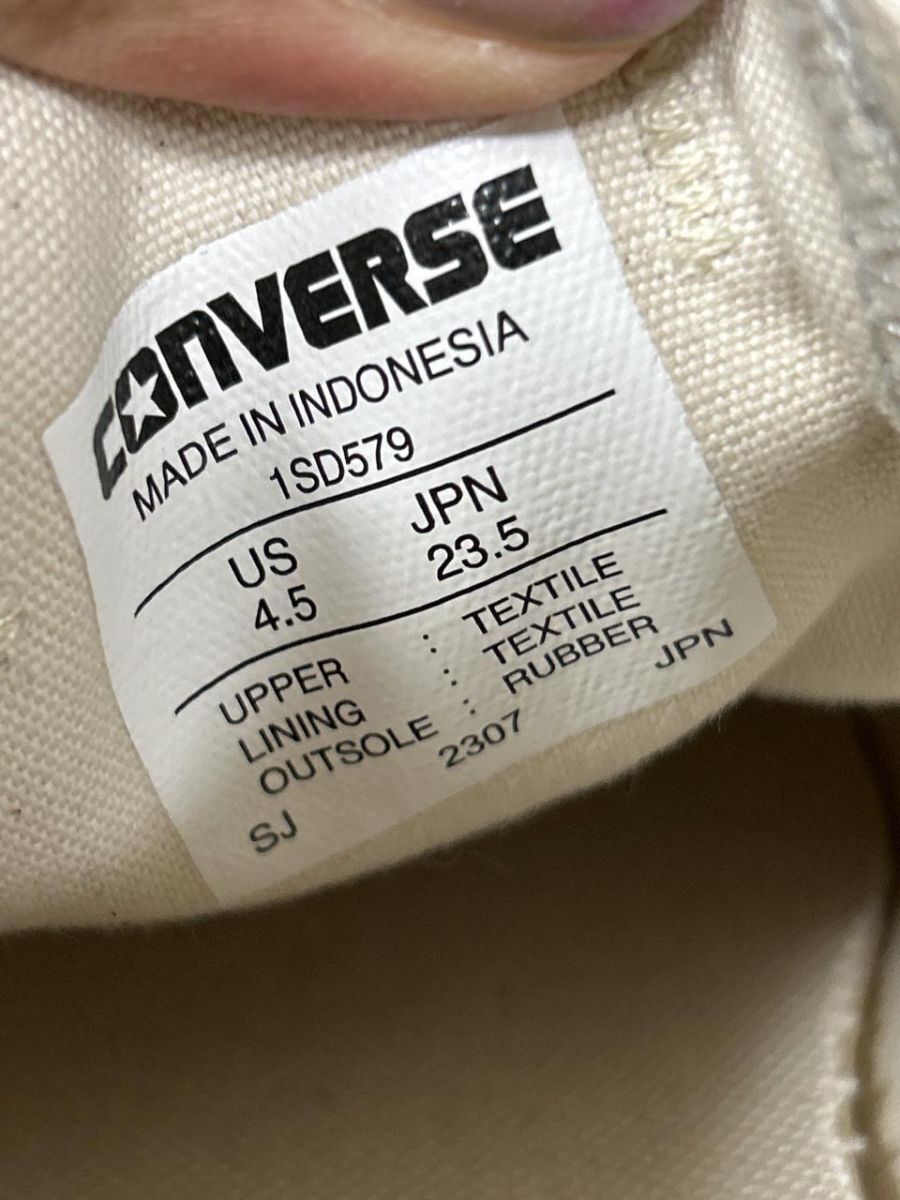 CONVERSE
MADE IN INDONESIA
1SD579
US JPN
4.5 23.5
UPPER : TEXTILE
LINING : TEXTILE
OUTSOLE : RUBBER
SJ 2307 JPN